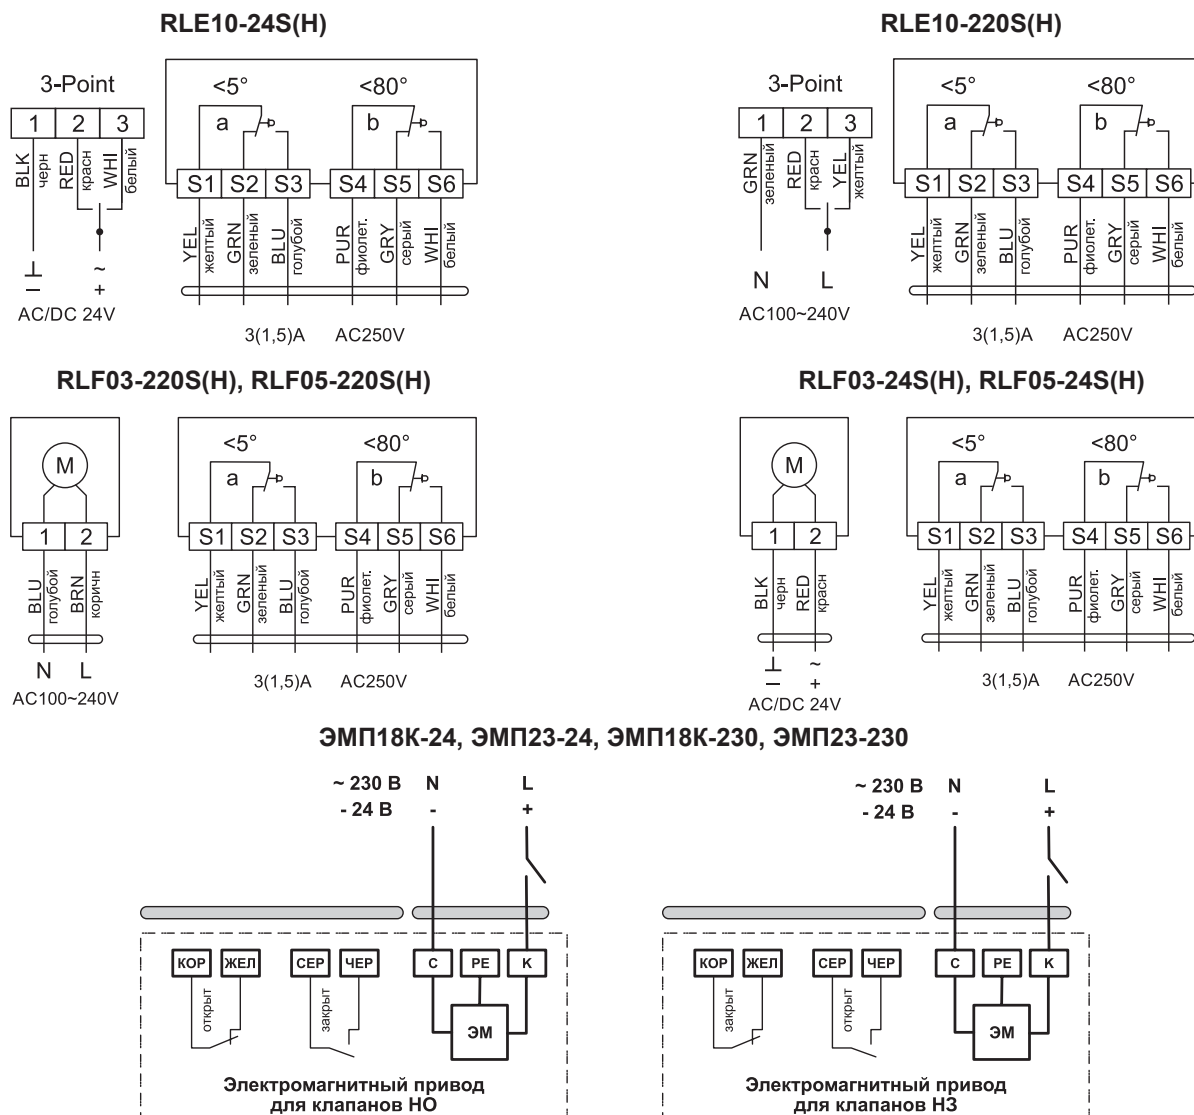 RLE10-24S(H)
RLE10-220S(H)
3-Point <5° <80°
1 2 3 a b
BLK черн RED красн WHI белый
S1 S2 S3 S4 S5 S6
YEL желтый GRN зеленый BLU голубой PUR фиолет. GRY серый WHI белый
⊥ ~
– +
AC/DC 24V
3(1,5)A AC250V
3-Point <5° <80°
1 2 3 a b
GRN зеленый RED красн YEL желтый
S1 S2 S3 S4 S5 S6
YEL желтый GRN зеленый BLU голубой PUR фиолет. GRY серый WHI белый
N L
AC100~240V
3(1,5)A AC250V
RLF03-220S(H), RLF05-220S(H)
RLF03-24S(H), RLF05-24S(H)
<5° <80°
M a b
1 2 S1 S2 S3 S4 S5 S6
BLU голубой BRN коричн YEL желтый GRN зеленый BLU голубой PUR фиолет. GRY серый WHI белый
N L
AC100~240V
3(1,5)A AC250V
<5° <80°
M a b
1 2 S1 S2 S3 S4 S5 S6
BLK черн RED красн YEL желтый GRN зеленый BLU голубой PUR фиолет. GRY серый WHI белый
⊥ ~
– +
AC/DC 24V
3(1,5)A AC250V
ЭМП18К-24, ЭМП23-24, ЭМП18К-230, ЭМП23-230
~ 230 В N L
- 24 В - +
КОР ЖЕЛ СЕР ЧЕР С PE К
открыт закрыт
ЭМ
Электромагнитный привод
для клапанов НО
~ 230 В N L
- 24 В - +
КОР ЖЕЛ СЕР ЧЕР С PE К
закрыт открыт
ЭМ
Электромагнитный привод
для клапанов НЗ